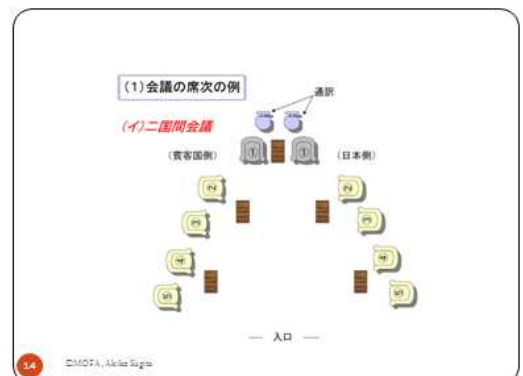 (1)会議の席次の例
通訳
(イ)二国間会議
(賓客国側)
①
①
(日本側)
②
②
③
③
④
④
⑤
⑤
入口
14
©MOFA, Akiko Sugita